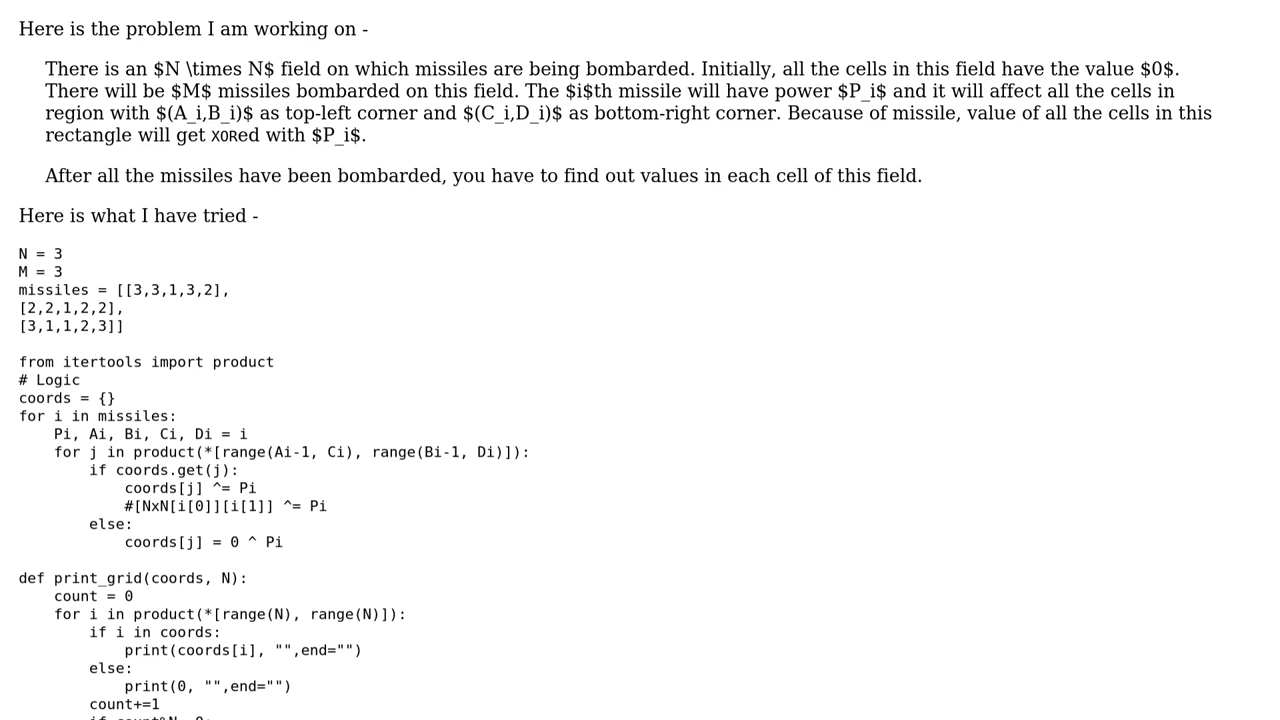 Here is the problem I am working on -
There is an $N \times N$ field on which missiles are being bombarded. Initially, all the cells in this field have the value $0$.
There will be $M$ missiles bombarded on this field. The $i$th missile will have power $P_i$ and it will affect all the cells in
region with $(A_i,B_i)$ as top-left corner and $(C_i,D_i)$ as bottom-right corner. Because of missile, value of all the cells in this
rectangle will get XORed with $P_i$.
After all the missiles have been bombarded, you have to find out values in each cell of this field.
Here is what I have tried -
N = 3
M = 3
missiles = [[3,3,1,3,2],
[2,2,1,2,2],
[3,1,1,2,3]]
from itertools import product
# Logic
coords = {}
for i in missiles:
    Pi, Ai, Bi, Ci, Di = i
    for j in product(*[range(Ai-1, Ci), range(Bi-1, Di)]):
        if coords.get(j):
            coords[j] ^= Pi
            #[NxN[i[0]][i[1]] ^= Pi
        else:
            coords[j] = 0 ^ Pi
def print_grid(coords, N):
    count = 0
    for i in product(*[range(N), range(N)]):
        if i in coords:
            print(coords[i], "",end="")
        else:
            print(0, "",end="")
        count+=1
        if count%N 0: